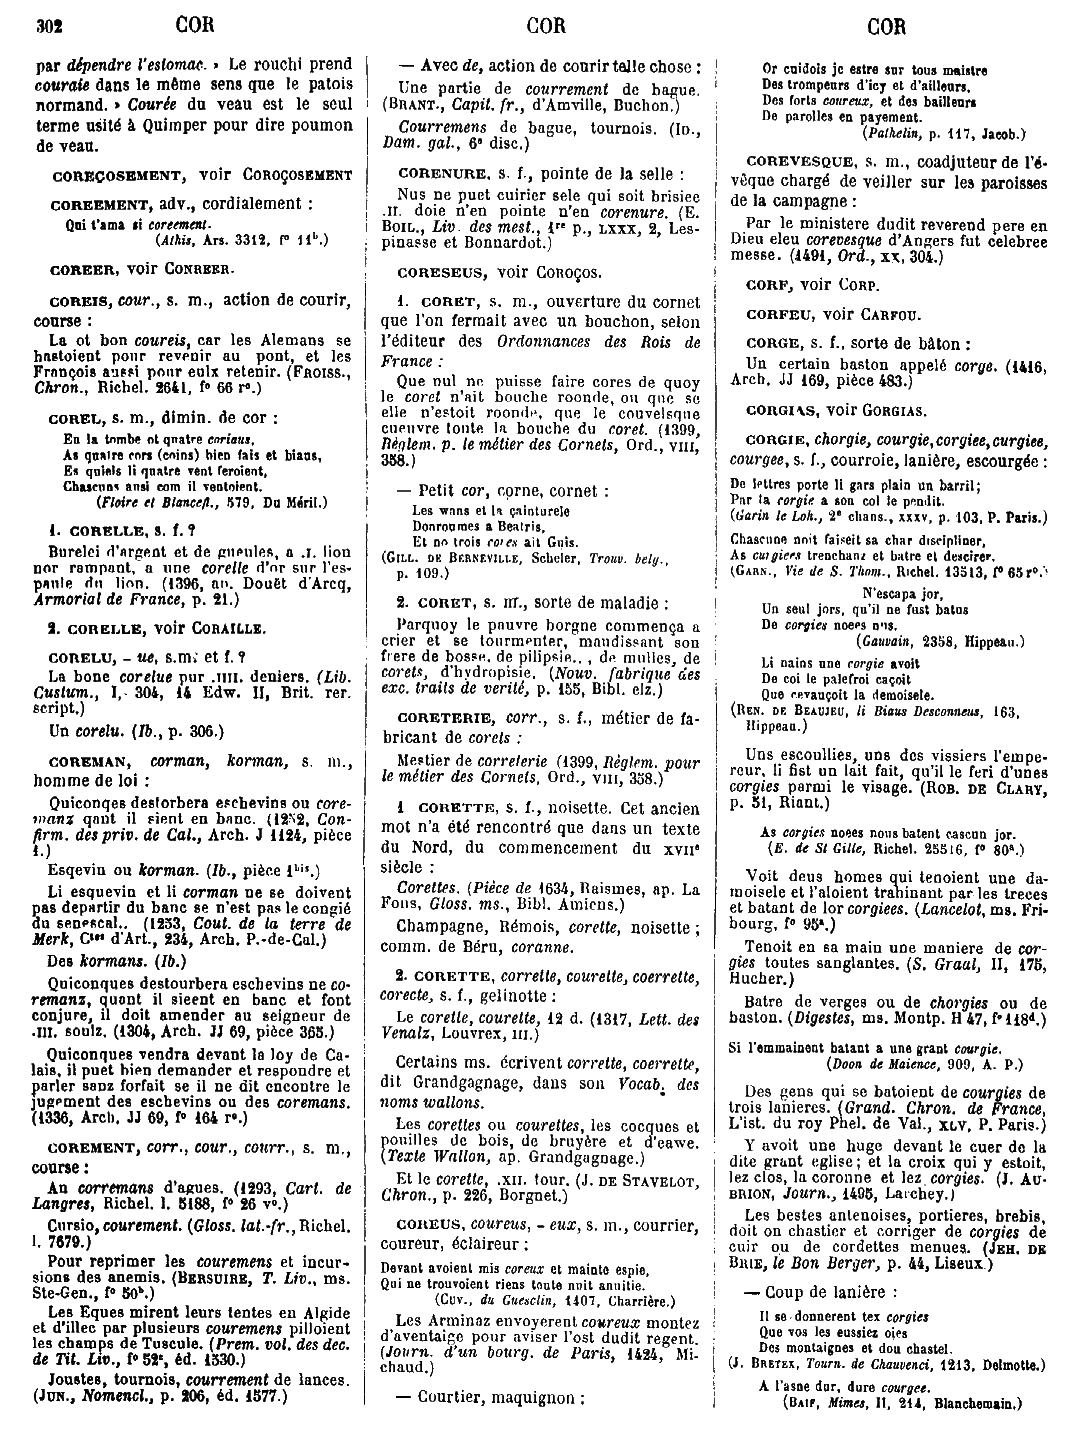 302 COR COR COR
par dépendre l'estomac. » Le rouchi prend
couraie dans le même sens que le patois
normand. » Courée du veau est le seul
terme usité à Quimper pour dire poumon
de veau.
COREÇOSEMENT, voir COROÇOSEMENT
COREEMENT, adv., cordialement :
Qui t'ama si coreement.
(Athis, Ars. 3312, f° 11ᵇ.)
COREER, voir CONREER.
COREIS, cour., s. m., action de courir,
course :
La ot bon coureis, car les Alemans se
hastoient pour revenir au pont, et les
François aussi pour eulx retenir. (FROISS.,
Chron., Richel. 2641, f° 66 r°.)
COREL, s. m., dimin. de cor :
En la tombe ot quatre coriaus,
As quatre cors (coins) bien fais et biaus,
Es quiels li quatre vent feroient,
Chascuns ansi com il ventoient.
(Floire et Blancefl., 579, Du Méril.)
1. CORELLE, s. f. ?
Burelei d'argent et de gueules, a .I. lion
noir rampant, a une corelle d'or sur l'es-
paule du lion. (1396, ap. Douët d'Arcq,
Armorial de France, p. 21.)
2. CORELLE, voir CORAILLE.
CORELU, - ue, s.m. et f. ?
La bone corelue pur .IIII. deniers. (Lib.
Custum., I, 304, 14 Edw. II, Brit. rer.
script.)
Un corelu. (Ib., p. 306.)
COREMAN, corman, korman, s. m.,
homme de loi :
Quiconqes destorbera eschevins ou core-
manz qant il sient en banc. (1252, Con-
firm. des priv. de Cal., Arch. J 1124, pièce
1.)
Esqevin ou korman. (Ib., pièce 1ᵇⁱˢ.)
Li esquevin et li corman ne se doivent
pas departir du banc se n'est pas le congié
du senescal.. (1253, Cout. de la terre de
Merk, Cᵗᵉˢ d'Art., 234, Arch. P.-de-Cal.)
Des kormans. (Ib.)
Quiconques destourbera eschevins ne co-
remanz, quant il sieent en banc et font
conjure, il doit amender au seigneur de
.III. soulz. (1304, Arch. JJ 69, pièce 365.)
Quiconques vendra devant la loy de Ca-
lais, il puet bien demander et respondre et
parler sanz forfait se il ne dit encontre le
jugement des eschevins ou des coremans.
(1336, Arch. JJ 69, f° 164 r°.)
COREMENT, corr., cour., courr., s. m.,
course :
Au corremans d'agues. (1293, Cart. de
Langres, Richel. l. 5188, f° 26 v°.)
Cursio, courement. (Gloss. lat.-fr., Richel.
l. 7679.)
Pour reprimer les couremens et incur-
sions des anemis. (BERSUIRE, T. Liv., ms.
Ste-Gen., f° 50ᵇ.)
Les Eques mirent leurs tentes en Algide
et d'illec par plusieurs couremens pilloient
les champs de Tuscule. (Prem. vol. des dec.
de Tit. Liv., f° 52ᶜ, éd. 1530.)
Joustes, tournois, courrement de lances.
(JUN., Nomencl., p. 206, éd. 1577.)
— Avec de, action de courir telle chose :
Une partie de courrement de bague.
(BRANT., Capit. fr., d'Amville, Buchon.)
Courremens de bague, tournois. (ID.,
Dam. gal., 6ᵉ disc.)
CORENURE, s. f., pointe de la selle :
Nus ne puet cuirier sele qui soit brisiee
.II. doie n'en pointe n'en corenure. (E.
BOIL., Liv. des mest., 1ʳᵉ p., LXXX, 2, Les-
pinasse et Bonnardot.)
CORESEUS, voir COROÇOS.
1. CORET, s. m., ouverture du cornet
que l'on fermait avec un bouchon, selon
l'éditeur des Ordonnances des Rois de
France :
Que nul ne puisse faire cores de quoy
le coret n'ait bouche roonde, ou que se
elle n'estoit roonde, que le couvelsque
cueuvre toute la bouche du coret. (1399,
Règlem. p. le métier des Cornets, Ord., VIII,
358.)
— Petit cor, corne, cornet :
Les wans et la çainturele
Donroumes a Beatris,
Et no trois cores ait Guis.
(GILL. DE BERNEVILLE, Scheler, Trouv. belg.,
p. 109.)
2. CORET, s. m., sorte de maladie :
Parquoy le pauvre borgne commença a
crier et se tourmenter, maudissant son
frere de bosse, de pilipsie.. , de mulles, de
corets, d'hydropisie. (Nouv. fabrique des
exc. traits de verité, p. 155, Bibl. elz.)
CORETERIE, corr., s. f., métier de fa-
bricant de corets :
Mestier de correterie (1399, Règlem. pour
le métier des Cornets, Ord., VIII, 358.)
1 CORETTE, s. f., noisette. Cet ancien
mot n'a été rencontré que dans un texte
du Nord, du commencement du XVIIᵉ
siècle :
Corettes. (Pièce de 1634, Raismes, ap. La
Fons, Gloss. ms., Bibl. Amiens.)
Champagne, Rémois, corette, noisette ;
comm. de Béru, coranne.
2. CORETTE, corrette, courette, coerrette,
corecte, s. f., gelinotte :
Le corette, courette, 12 d. (1317, Lett. des
Venalz, Louvrex, III.)
Certains ms. écrivent corrette, coerrette,
dit Grandgagnage, dans son Vocab. des
noms wallons.
Les corettes ou courettes, les cocques et
pouilles de bois, de bruyère et d'eawe.
(Texte Wallon, ap. Grandgagnage.)
Et le corette, .XII. tour. (J. DE STAVELOT,
Chron., p. 226, Borgnet.)
COREUS, coureus, - eux, s. m., courrier,
coureur, éclaireur :
Devant avoient mis coreux et mainte espie,
Qui ne trouvoient riens toute nuit anuitie.
(CUV., du Guesclin, 1407, Charrière.)
Les Arminaz envoyerent coureux montez
d'aventaige pour aviser l'ost dudit regent.
(Journ. d'un bourg. de Paris, 1424, Mi-
chaud.)
— Courtier, maquignon :
Or cuidois je estre sur tous maistre
Des trompeurs d'icy et d'ailleurs,
Des forts coureux, et des bailleurs
De parolles en payement.
(Pathelin, p. 117, Jacob.)
COREVESQUE, s. m., coadjuteur de l'é-
vêque chargé de veiller sur les paroisses
de la campagne :
Par le ministere dudit reverend pere en
Dieu eleu corevesque d'Angers fut celebree
messe. (1491, Ord., XX, 304.)
CORF, voir CORP.
CORFEU, voir CARFOU.
CORGE, s. f., sorte de bâton :
Un certain baston appelé corge. (1416,
Arch. JJ 169, pièce 483.)
CORGIAS, voir GORGIAS.
CORGIE, chorgie, courgie, corgiee, curgiee,
courgee, s. f., courroie, lanière, escourgée :
De lettres porte li gars plain un barril;
Par la corgie a son col le pendit.
(Garin le Loh., 2ᵉ chans., XXXV, p. 103, P. Paris.)
Chascune noit faiseit sa char discipliner,
As curgiees trenchanz et batre et descirer.
(GARN., Vie de S. Thom., Richel. 13513, f° 65 r°.)
N'escapa jor,
Un seul jors, qu'il ne fust batus
De corgies noees nus.
(Gauvain, 2358, Hippeau.)
Li nains une corgie avoit
De coi le palefroi caçoit
Que cevauçoit la demoisele.
(REN. DE BEAUJEU, li Biaus Desconneus, 163,
Hippeau.)
Uns escoullies, uns des vissiers l'empe-
reur, li fist un lait fait, qu'il le feri d'unes
corgies parmi le visage. (ROB. DE CLARY,
p. 51, Riant.)
As corgies noees nous batent cascun jor.
(E. de St Gille, Richel. 25516, f° 80ᵃ.)
Voit deus homes qui tenoient une da-
moisele et l'aloient trahinant par les treces
et batant de lor corgiees. (Lancelot, ms. Fri-
bourg, f° 95ᵃ.)
Tenoit en sa main une maniere de cor-
gies toutes sanglantes. (S. Graal, II, 175,
Hucher.)
Batre de verges ou de chorgies ou de
baston. (Digestes, ms. Montp. H 47, f° 118ᵈ.)
Si l'emmainent batant a une grant courgie.
(Doon de Maience, 909, A. P.)
Des gens qui se batoient de courgies de
trois lanieres. (Grand. Chron. de France,
L'ist. du roy Phel. de Val., XLV, P. Paris.)
Y avoit une huge devant le cuer de la
dite grant eglise ; et la croix qui y estoit,
lez clos, la coronne et lez corgies. (J. AU-
BRION, Journ., 1495, Larchey.)
Les bestes antenoises, portieres, brebis,
doit on chastier et corriger de corgies de
cuir ou de cordettes menues. (JEH. DE
BRIE, le Bon Berger, p. 44, Liseux.)
— Coup de lanière :
Il se donnerent tex corgies
Que vos les eussiez oies
Des montaignes et dou chastel.
(J. BRETEX, Tourn. de Chauvenci, 1213, Delmotte.)
A l'asne dur, dure courgee.
(BAIF, Mimes, II, 214, Blanchemain.)